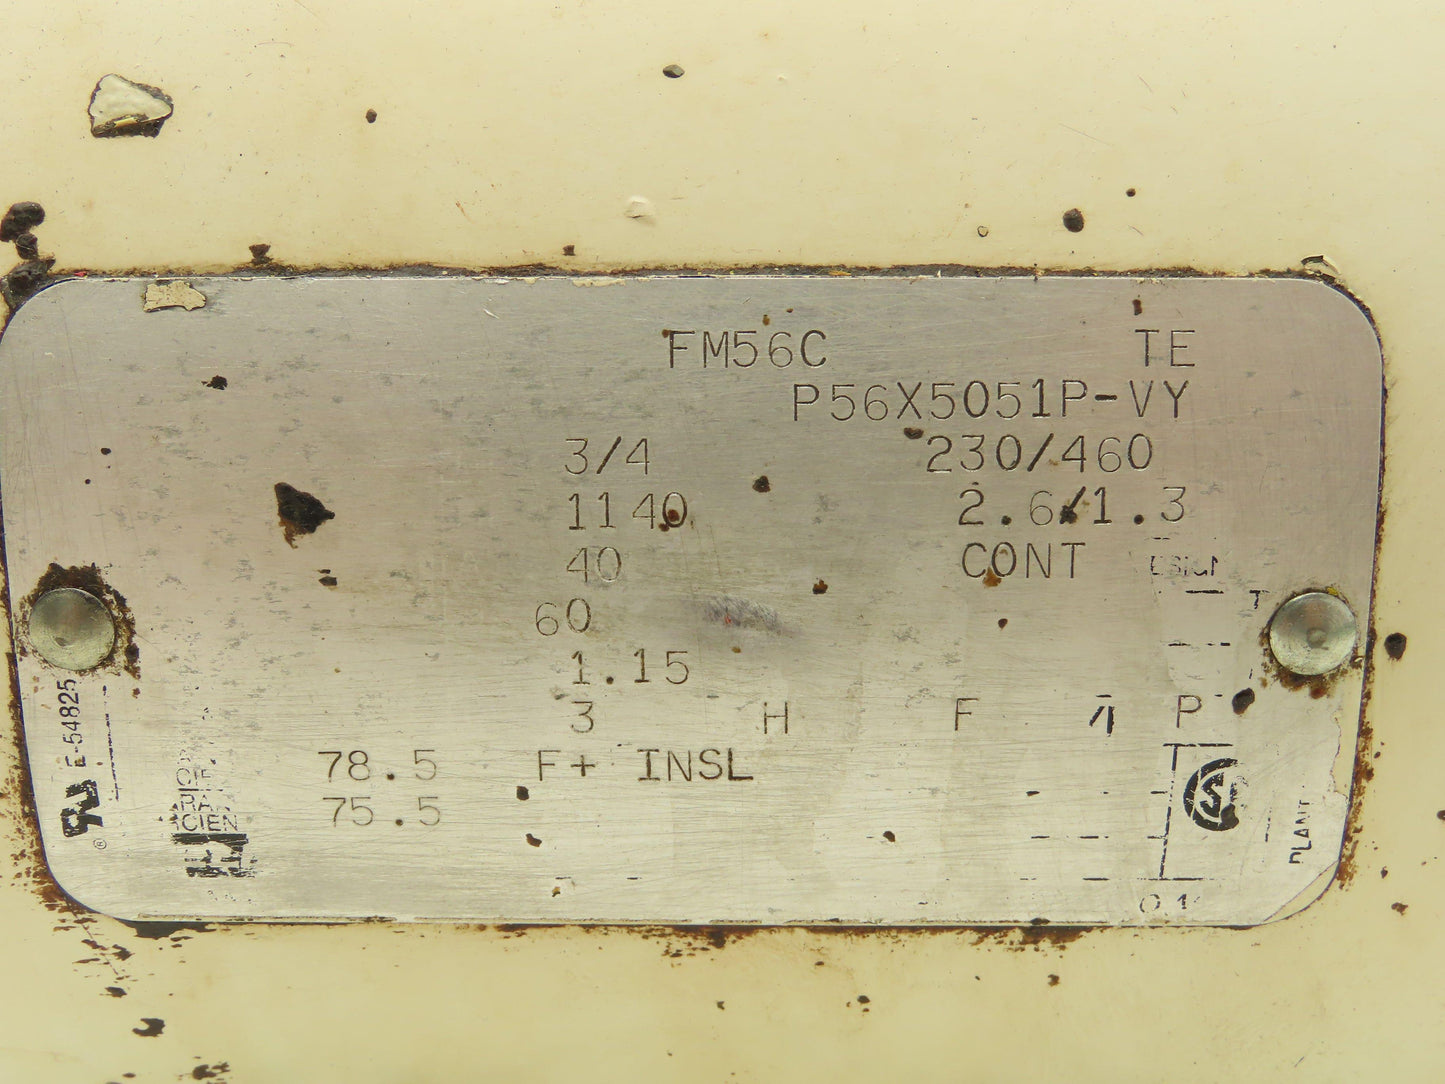 FM56C TE
P56X5051P-VY
3/4 230/460
1140 2.6/1.3
40 CONT
60
1.15
3 H F P
78.5 F+ INSL
75.5
E-54825
PLANT